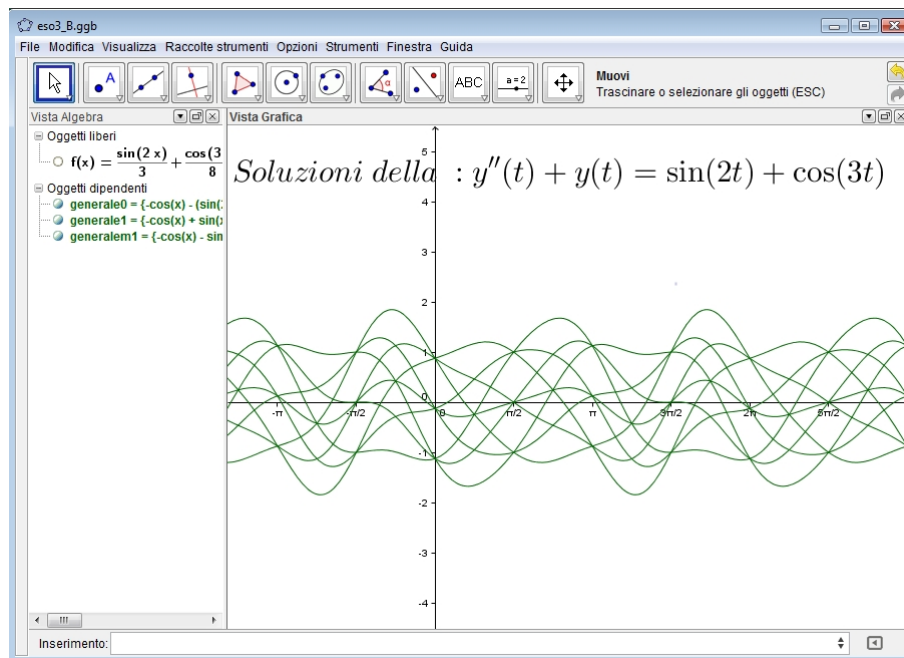 eso3_B.ggb
File Modifica Visualizza Raccolte strumenti Opzioni Strumenti Finestra Guida
A
α
ABC
a=2
Muovi
Trascinare o selezionare gli oggetti (ESC)
Vista Algebra
Vista Grafica
Oggetti liberi
f(x) = sin(2 x)/3 + cos(3/8
Oggetti dipendenti
generale0 = {-cos(x) - (sin(
generale1 = {-cos(x) + sin(x
generalem1 = {-cos(x) - sin
Soluzioni della : y''(t) + y(t) = sin(2t) + cos(3t)
5
4
3
2
1
0
-π -π/2 0 π/2 π 3π/2 2π 5π/2
-1
-2
-3
-4
Inserimento: